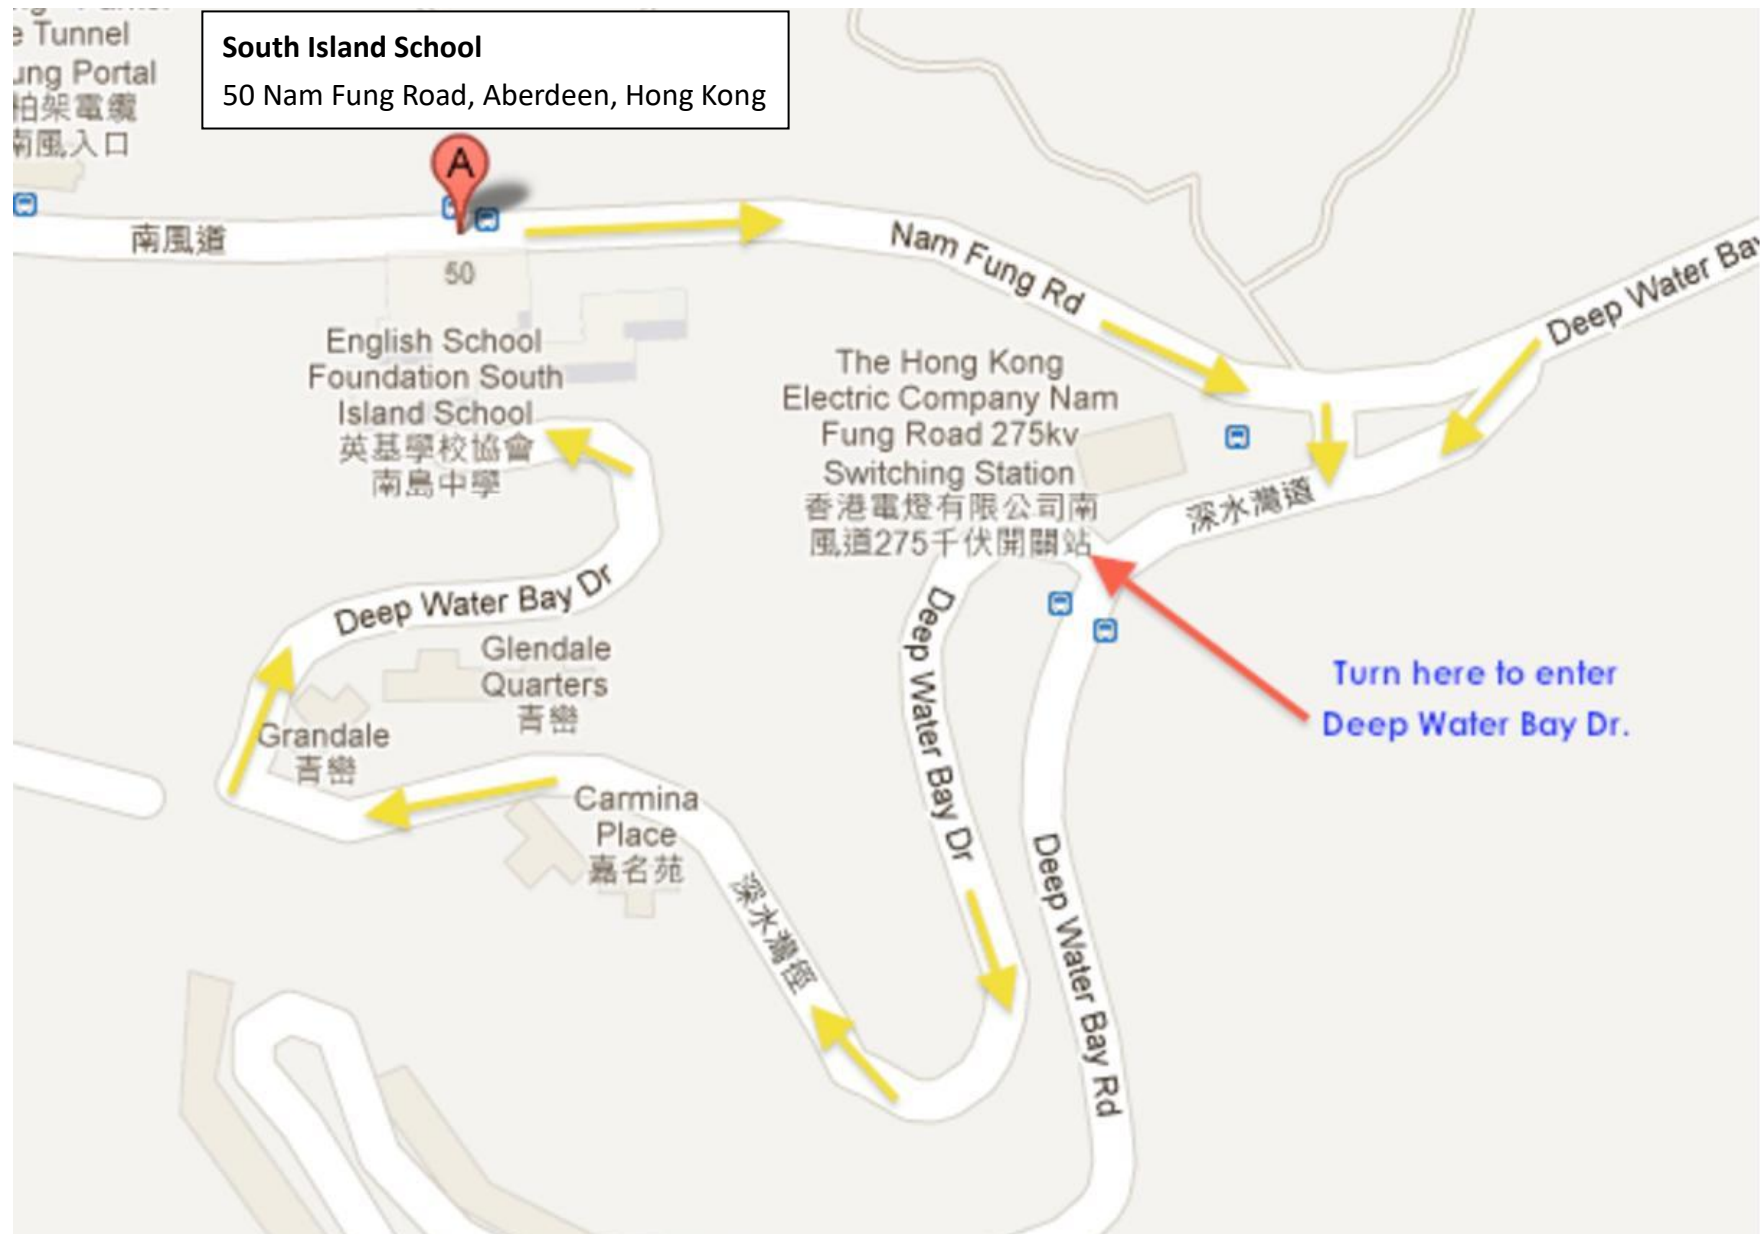 e Tunnel
ung Portal
柏架電纜
南風入口
South Island School
50 Nam Fung Road, Aberdeen, Hong Kong
A
南風道
50
Nam Fung Rd
Deep Water Bay
English School
Foundation South
Island School
英基學校協會
南島中學
The Hong Kong
Electric Company Nam
Fung Road 275kv
Switching Station
香港電燈有限公司南
風道275千伏開關站
深水灣道
Deep Water Bay Dr
Glendale
Quarters
青巒
Grandale
青巒
Deep Water Bay Dr
Turn here to enter
Deep Water Bay Dr.
Carmina
Place
嘉名苑
深水灣徑
Deep Water Bay Rd